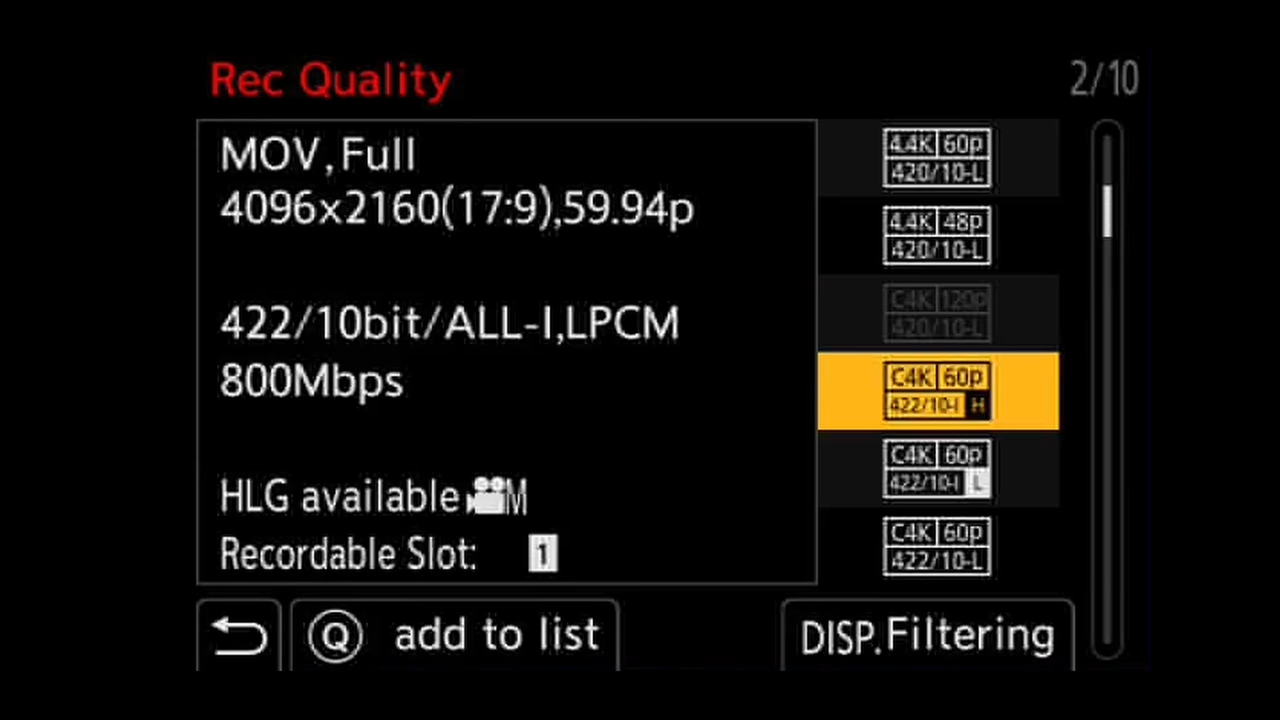 Rec Quality
2/10
MOV,Full
4096x2160(17:9),59.94p
422/10bit/ALL-I,LPCM
800Mbps
HLG available M
Recordable Slot: 1
4.4K 60p
420/10-L
4.4K 48p
420/10-L
C4K 120p
420/10-L
C4K 60p
422/10-I H
C4K 60p
422/10-I L
C4K 60p
422/10-L
Q add to list
DISP.Filtering